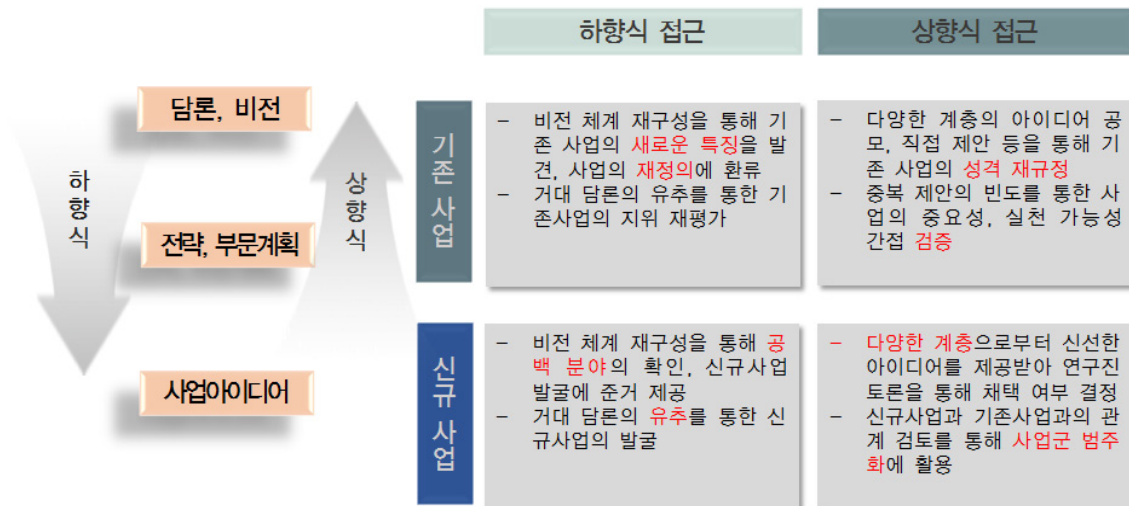 하향식 접근
상향식 접근
담론, 비전
전략, 부문계획
사업아이디어
하향식
상향식
기존 사업
– 비전 체계 재구성을 통해 기
존 사업의 새로운 특징을 발
견, 사업의 재정의에 환류
– 거대 담론의 유추를 통한 기
존사업의 지위 재평가
– 다양한 계층의 아이디어 공
모, 직접 제안 등을 통해 기
존 사업의 성격 재규정
– 중복 제안의 빈도를 통한 사
업의 중요성, 실천 가능성
간접 검증
신규 사업
– 비전 체계 재구성을 통해 공
백 분야의 확인, 신규사업
발굴에 준거 제공
– 거대 담론의 유추를 통한 신
규사업의 발굴
– 다양한 계층으로부터 신선한
아이디어를 제공받아 연구진
토론을 통해 채택 여부 결정
– 신규사업과 기존사업과의 관
계 검토를 통해 사업군 범주
화에 활용